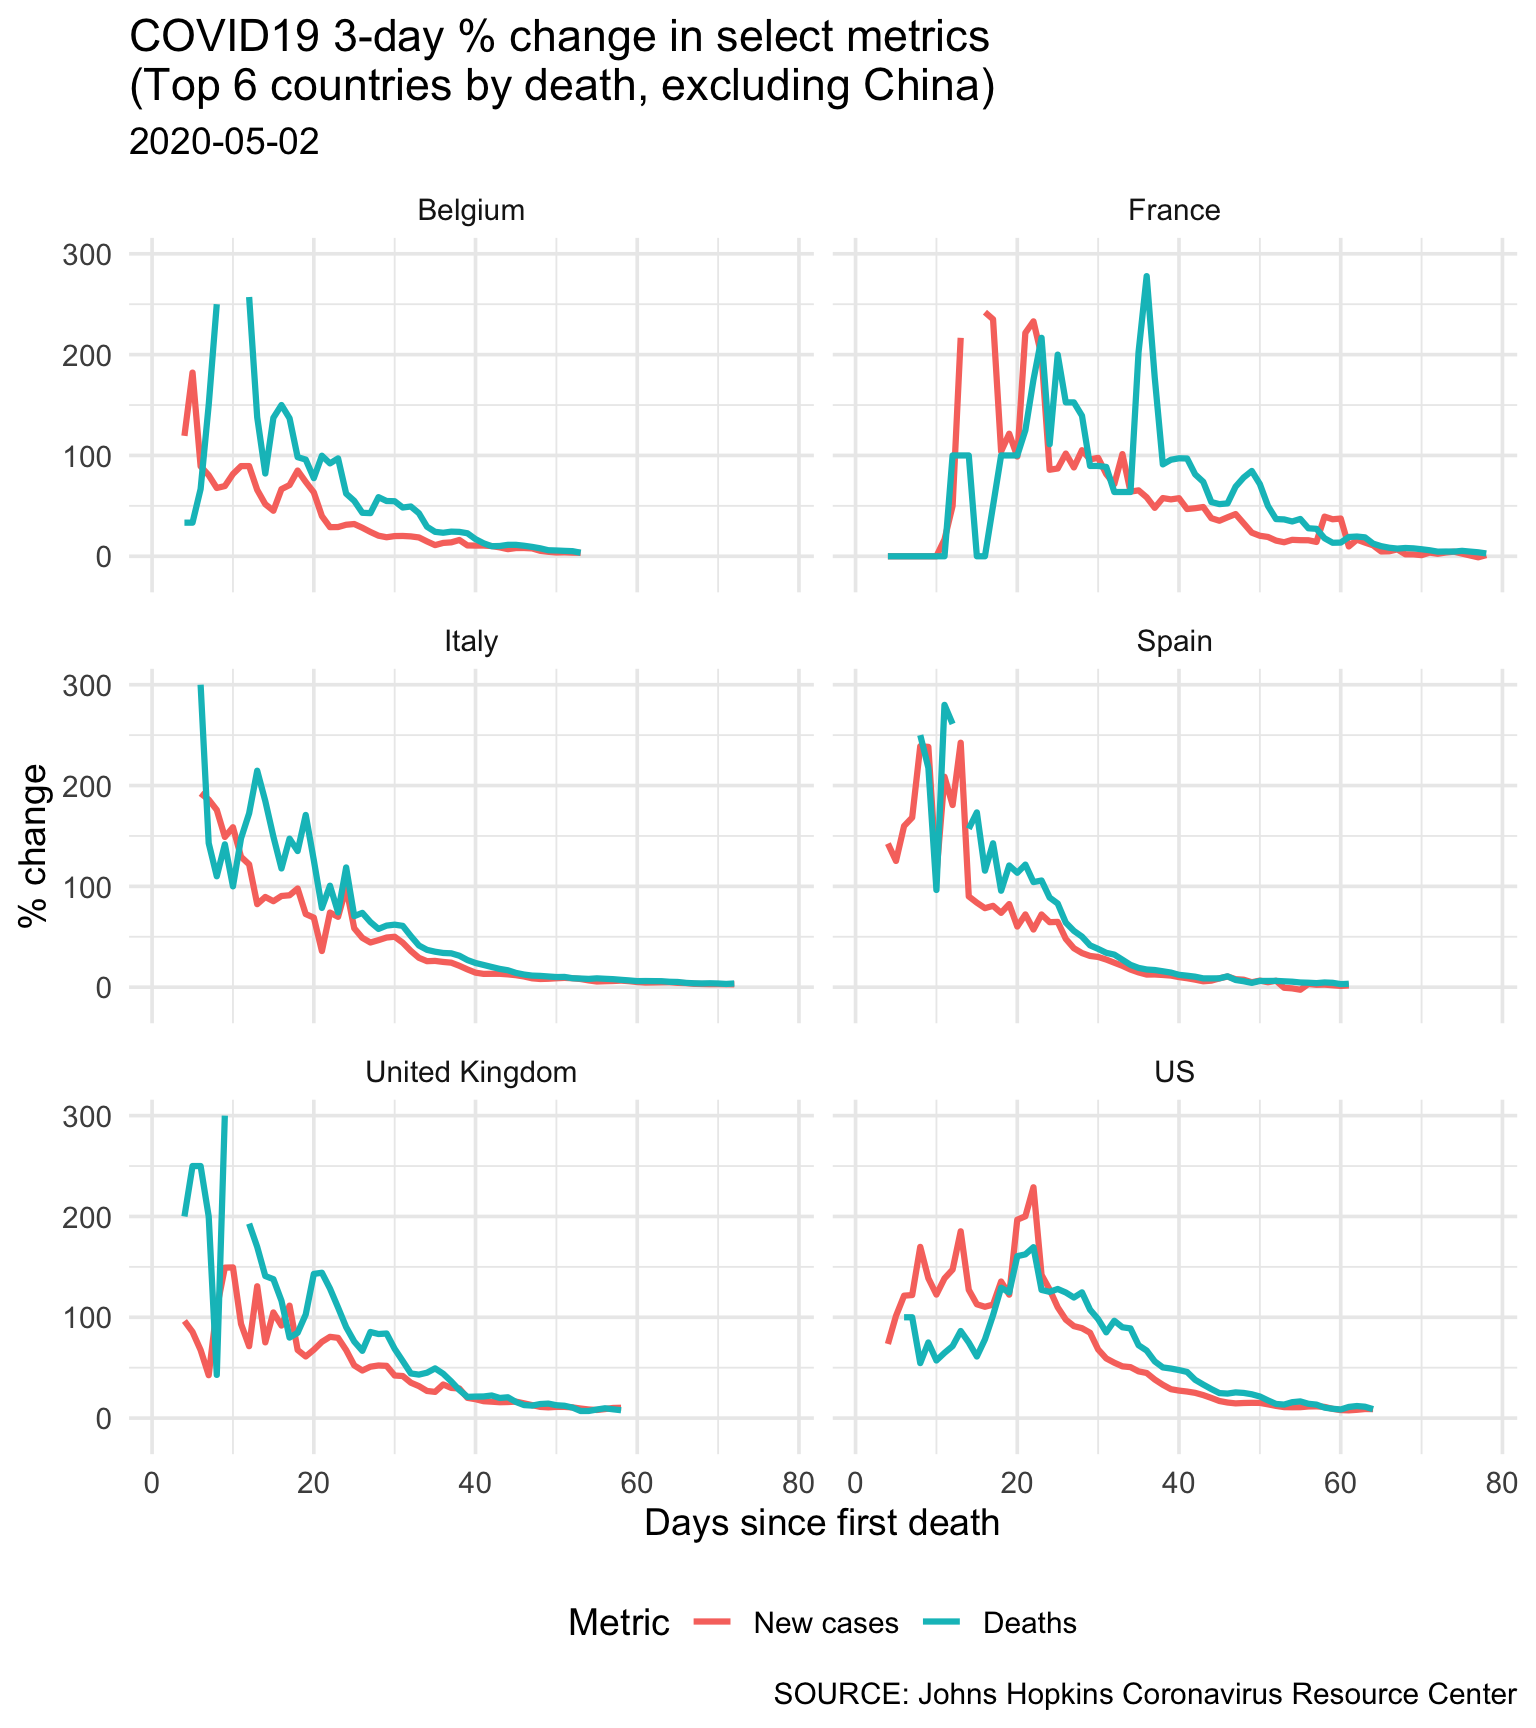 COVID19 3-day % change in select metrics
(Top 6 countries by death, excluding China)
2020-05-02
Belgium
France
300
200
100
0
Italy
Spain
300
200
100
0
% change
United Kingdom
US
300
200
100
0
0 20 40 60 80 0 20 40 60 80
Days since first death
Metric New cases Deaths
SOURCE: Johns Hopkins Coronavirus Resource Center